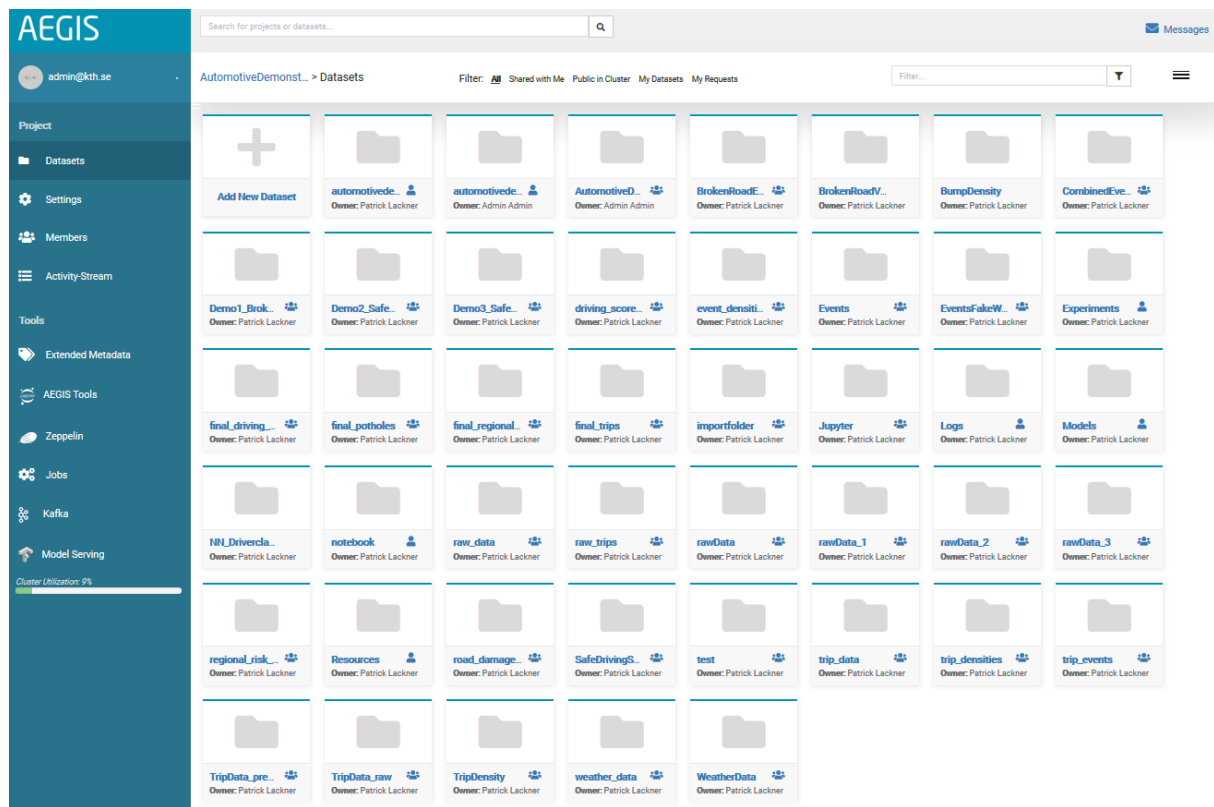 AEGIS
Search for projects or datasets...
Messages
admin@kth.se
AutomotiveDemonst... > Datasets
Filter: All Shared with Me Public in Cluster My Datasets My Requests
Filter...
Project
Datasets
Settings
Members
Activity-Stream
Tools
Extended Metadata
AEGIS Tools
Zeppelin
Jobs
Kafka
Model Serving
Cluster Utilization: 9%
Add New Dataset
automotivede...
Owner: Patrick Lackner
automotivede...
Owner: Admin Admin
AutomotiveD...
Owner: Admin Admin
BrokenRoadE...
Owner: Patrick Lackner
BrokenRoadV...
Owner: Patrick Lackner
BumpDensity
Owner: Patrick Lackner
CombinedEve...
Owner: Patrick Lackner
Demo1_Brok...
Owner: Patrick Lackner
Demo2_Safe...
Owner: Patrick Lackner
Demo3_Safe...
Owner: Patrick Lackner
driving_score...
Owner: Patrick Lackner
event_densiti...
Owner: Patrick Lackner
Events
Owner: Patrick Lackner
EventsFakeW...
Owner: Patrick Lackner
Experiments
Owner: Patrick Lackner
final_driving_...
Owner: Patrick Lackner
final_potholes
Owner: Patrick Lackner
final_regional...
Owner: Patrick Lackner
final_trips
Owner: Patrick Lackner
importfolder
Owner: Patrick Lackner
Jupyter
Owner: Patrick Lackner
Logs
Owner: Patrick Lackner
Models
Owner: Patrick Lackner
NN_Drivercla...
Owner: Patrick Lackner
notebook
Owner: Patrick Lackner
raw_data
Owner: Patrick Lackner
raw_trips
Owner: Patrick Lackner
rawData
Owner: Patrick Lackner
rawData_1
Owner: Patrick Lackner
rawData_2
Owner: Patrick Lackner
rawData_3
Owner: Patrick Lackner
regional_risk_...
Owner: Patrick Lackner
Resources
Owner: Patrick Lackner
road_damage...
Owner: Patrick Lackner
SafeDrivingS...
Owner: Patrick Lackner
test
Owner: Patrick Lackner
trip_data
Owner: Patrick Lackner
trip_densities
Owner: Patrick Lackner
trip_events
Owner: Patrick Lackner
TripData_pre...
Owner: Patrick Lackner
TripData_raw
Owner: Patrick Lackner
TripDensity
Owner: Patrick Lackner
weather_data
Owner: Patrick Lackner
WeatherData
Owner: Patrick Lackner